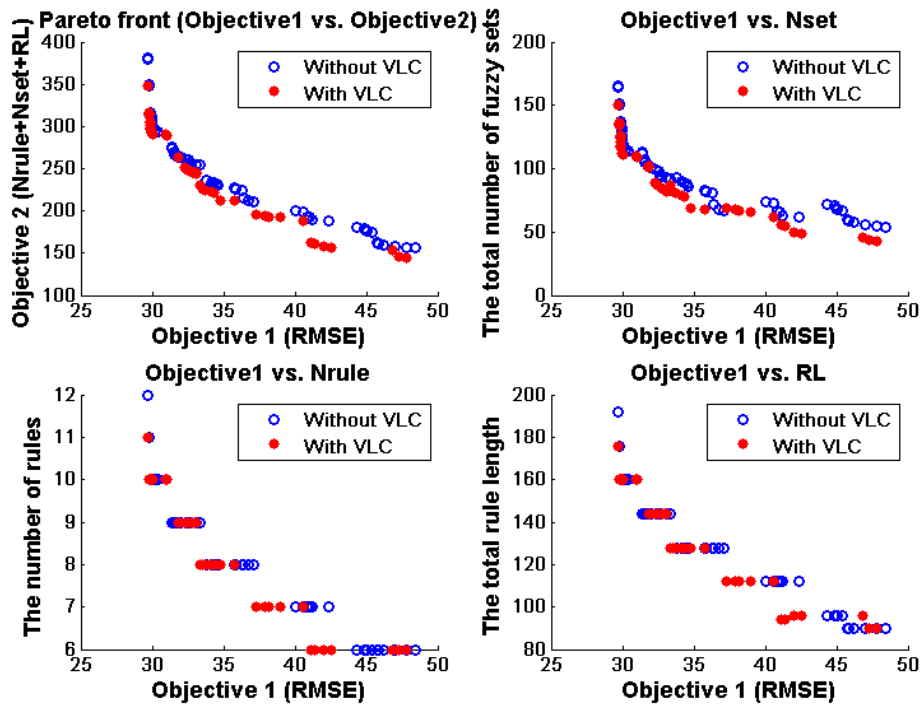 Pareto front (Objective1 vs. Objective2)
Objective 2 (Nrule+Nset+RL)
400
350
300
250
200
150
100
25 30 35 40 45 50
Objective 1 (RMSE)
Without VLC
With VLC
Objective1 vs. Nset
The total number of fuzzy sets
200
150
100
50
0
25 30 35 40 45 50
Objective 1 (RMSE)
Without VLC
With VLC
Objective1 vs. Nrule
The number of rules
12
11
10
9
8
7
6
25 30 35 40 45 50
Objective 1 (RMSE)
Without VLC
With VLC
Objective1 vs. RL
The total rule length
200
180
160
140
120
100
80
25 30 35 40 45 50
Objective 1 (RMSE)
Without VLC
With VLC